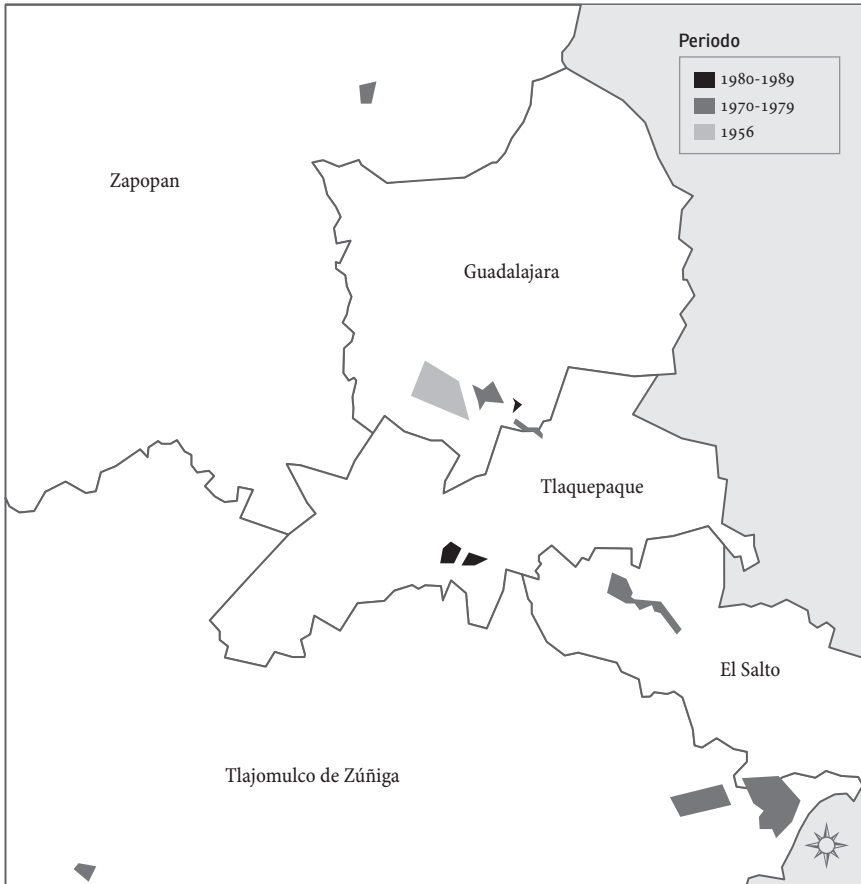 Periodo
1980-1989
1970-1979
1956
Zapopan
Guadalajara
Tlaquepaque
El Salto
Tlajomulco de Zúñiga